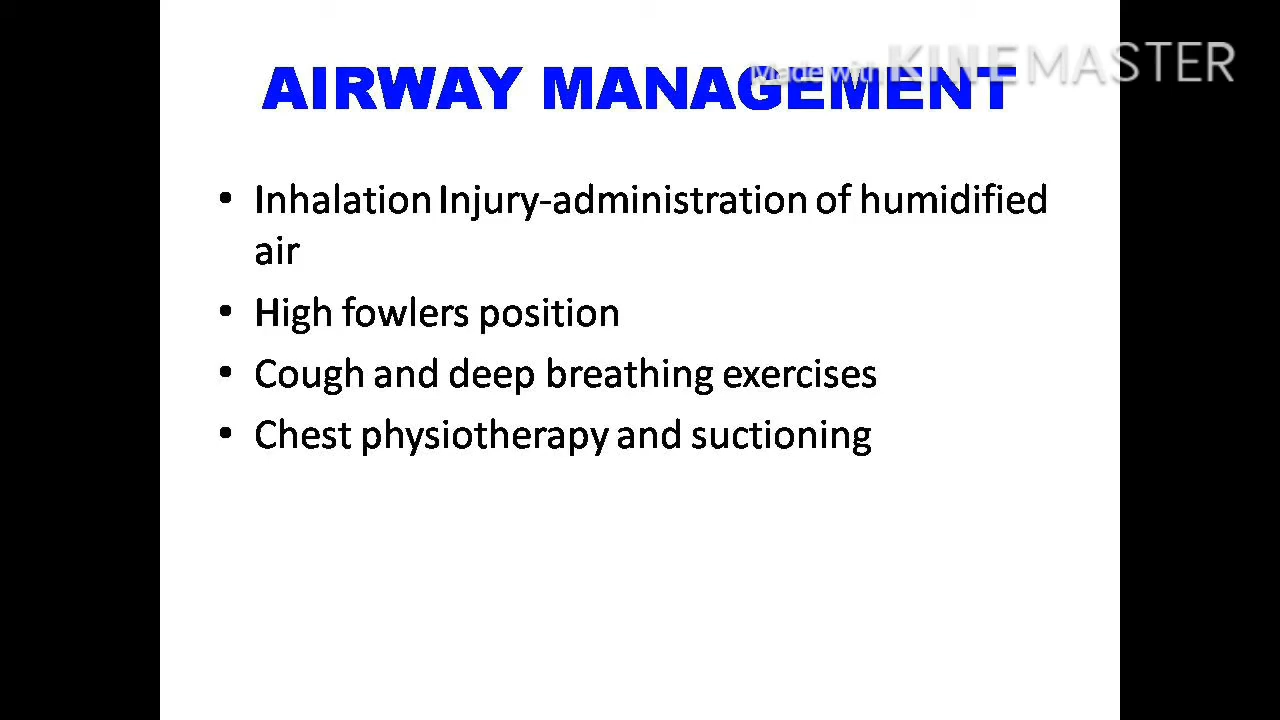 Made with KINEMASTER
AIRWAY MANAGEMENT
• Inhalation Injury-administration of humidified
air
• High fowlers position
• Cough and deep breathing exercises
• Chest physiotherapy and suctioning